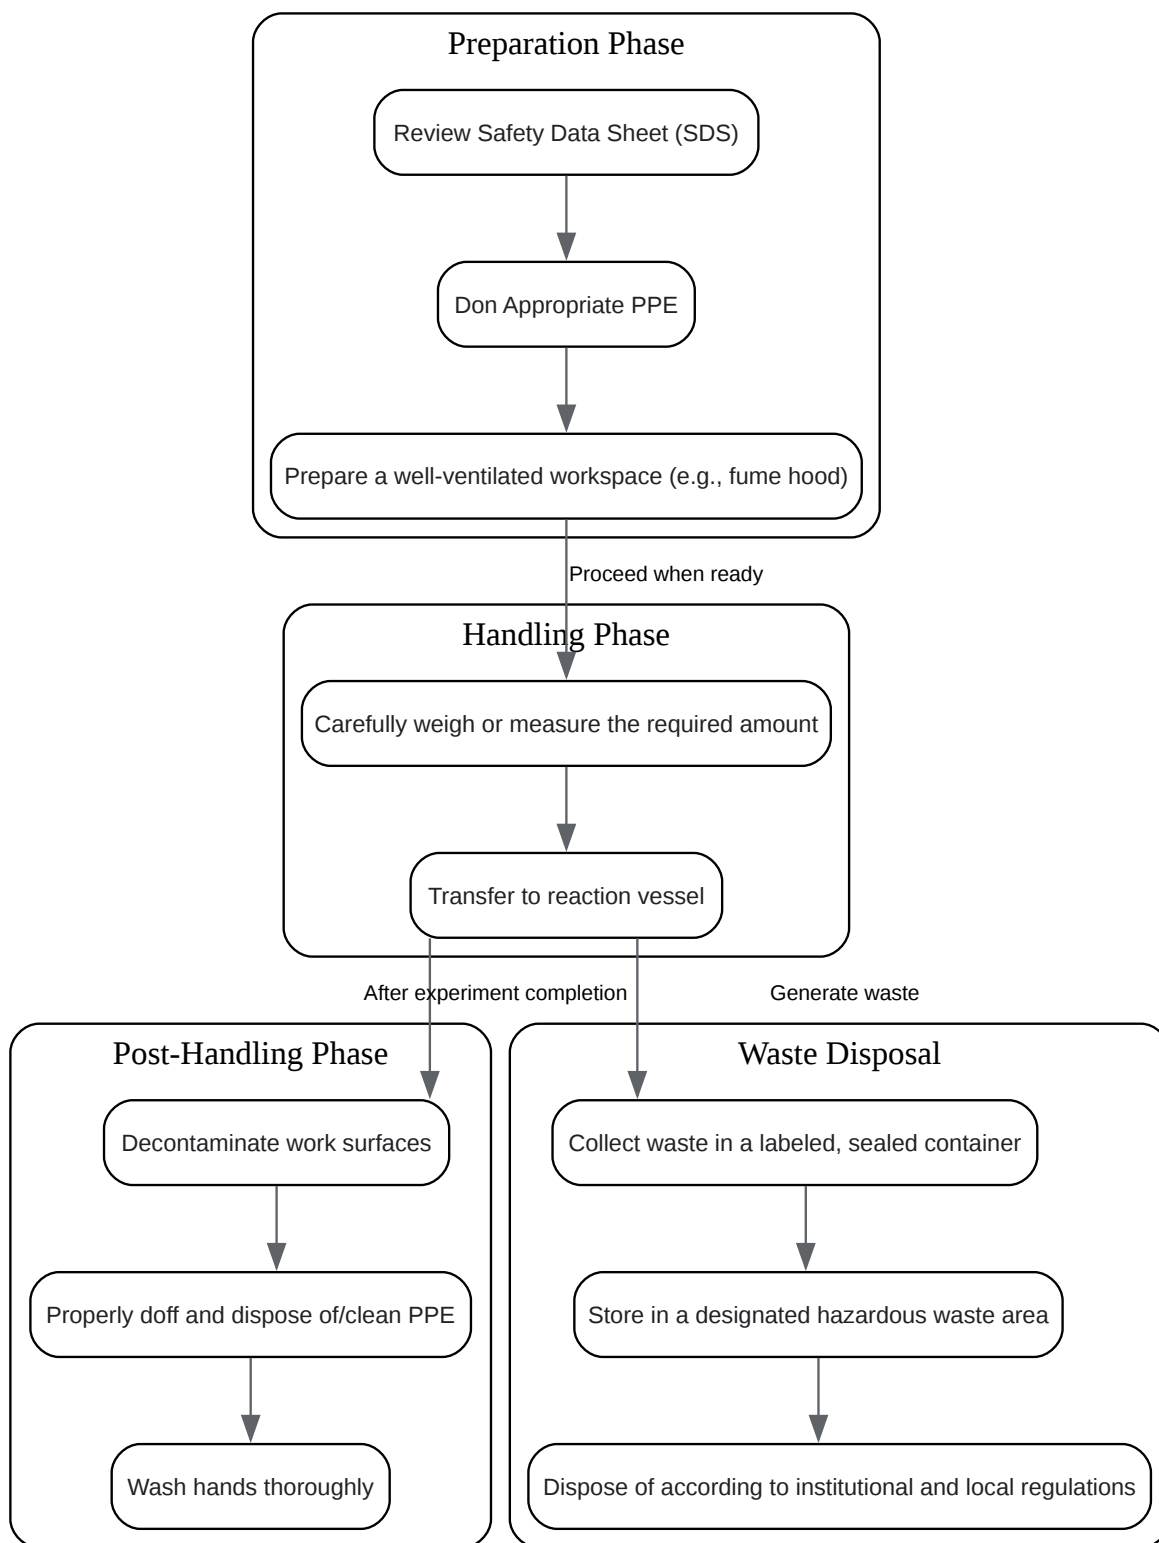 Preparation Phase
Review Safety Data Sheet (SDS)
Don Appropriate PPE
Prepare a well-ventilated workspace (e.g., fume hood)
Proceed when ready
Handling Phase
Carefully weigh or measure the required amount
Transfer to reaction vessel
After experiment completion
Generate waste
Post-Handling Phase
Decontaminate work surfaces
Properly doff and dispose of/clean PPE
Wash hands thoroughly
Waste Disposal
Collect waste in a labeled, sealed container
Store in a designated hazardous waste area
Dispose of according to institutional and local regulations